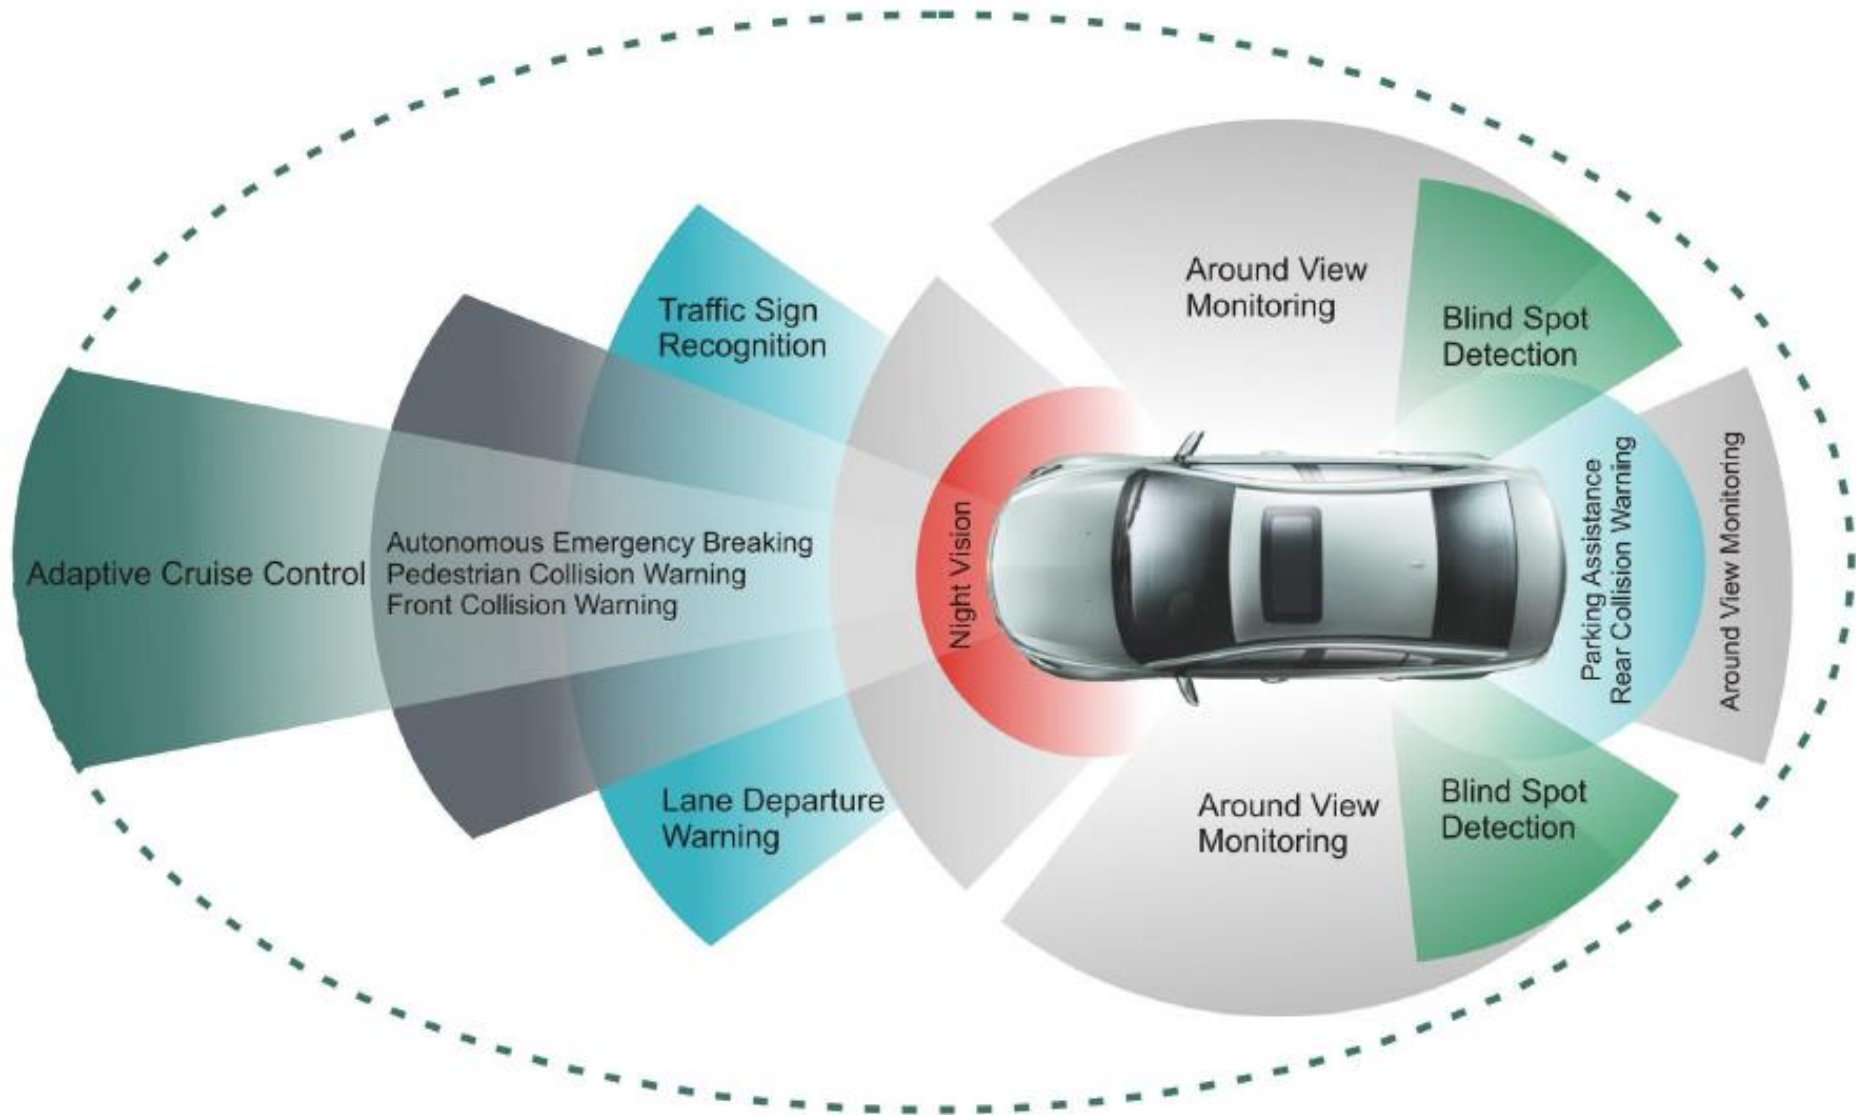 Around View
Monitoring
Blind Spot
Detection
Traffic Sign
Recognition
Adaptive Cruise Control
Autonomous Emergency Breaking
Pedestrian Collision Warning
Front Collision Warning
Night Vision
Parking Assistance
Rear Collision Warning
Around View Monitoring
Lane Departure
Warning
Around View
Monitoring
Blind Spot
Detection